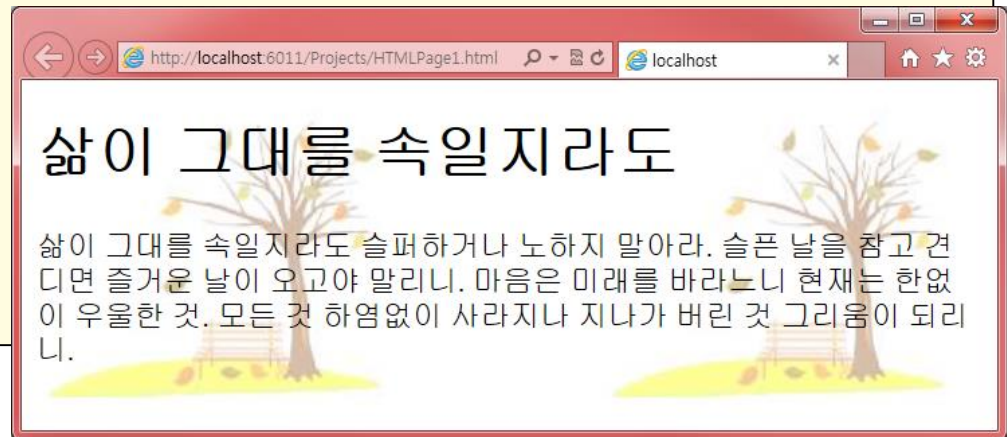 http://localhost:6011/Projects/HTMLPage1.html
localhost
삶이 그대를 속일지라도
삶이 그대를 속일지라도 슬퍼하거나 노하지 말아라. 슬픈 날을 참고 견
디면 즐거운 날이 오고야 말리니. 마음은 미래를 바라느니 현재는 한없
이 우울한 것. 모든 것 하염없이 사라지나 지나가 버린 것 그리움이 되리
니.